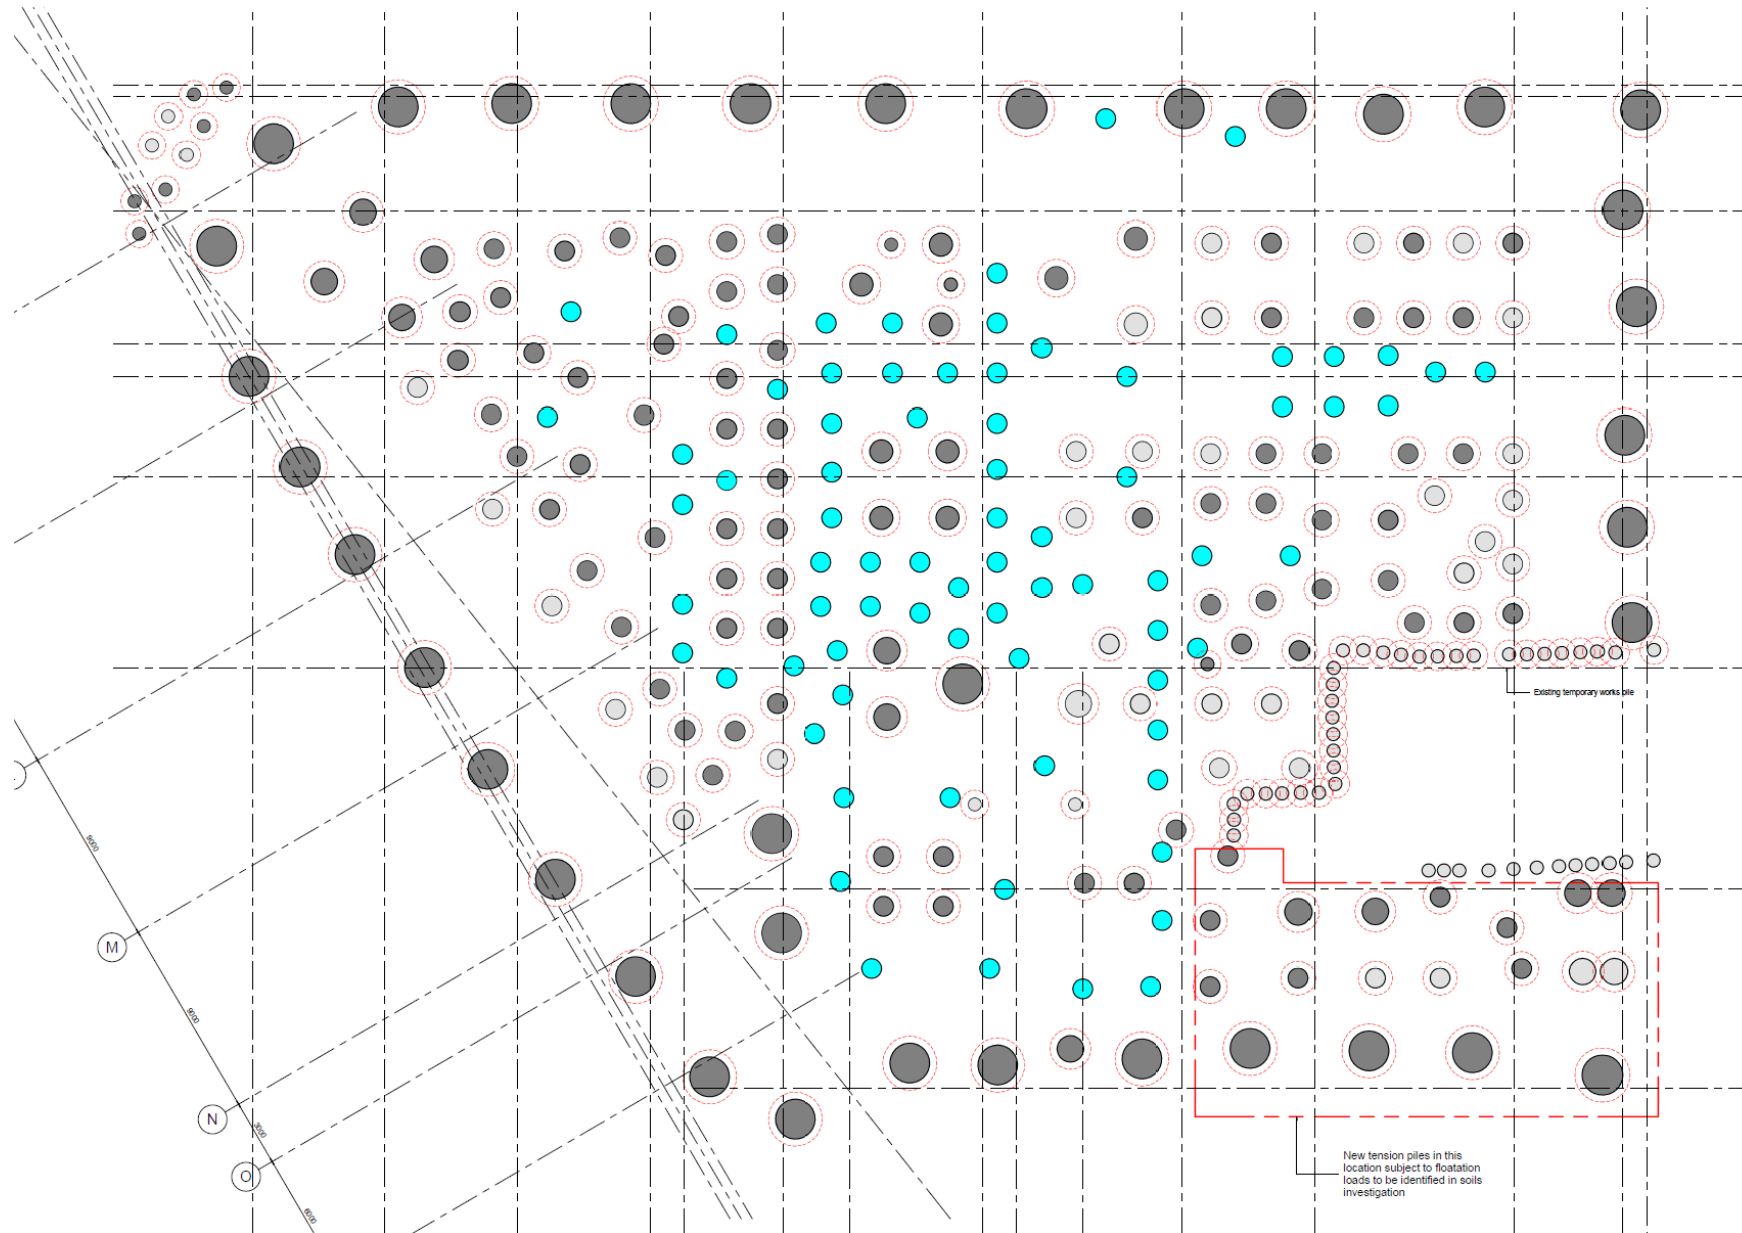 Existing temporary works pile
9000
M
9000
N
3000
O
6000
New tension piles in this
location subject to floatation
loads to be identified in soils
investigation